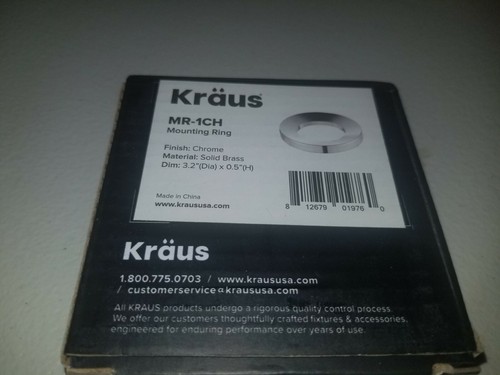 Kräus
MR-1CH
Mounting Ring
Finish: Chrome
Material: Solid Brass
Dim: 3.2"(Dia) x 0.5"(H)
Made in China
www.krausUSA.com
8 12679 01976 0
Kräus
1.800.775.0703 / www.kraususa.com
/ customerservice@kraususa.com
All KRAUS products undergo a rigorous quality control process.
We offer our customers thoughtfully crafted fixtures & accessories,
engineered for enduring performance over years of use.